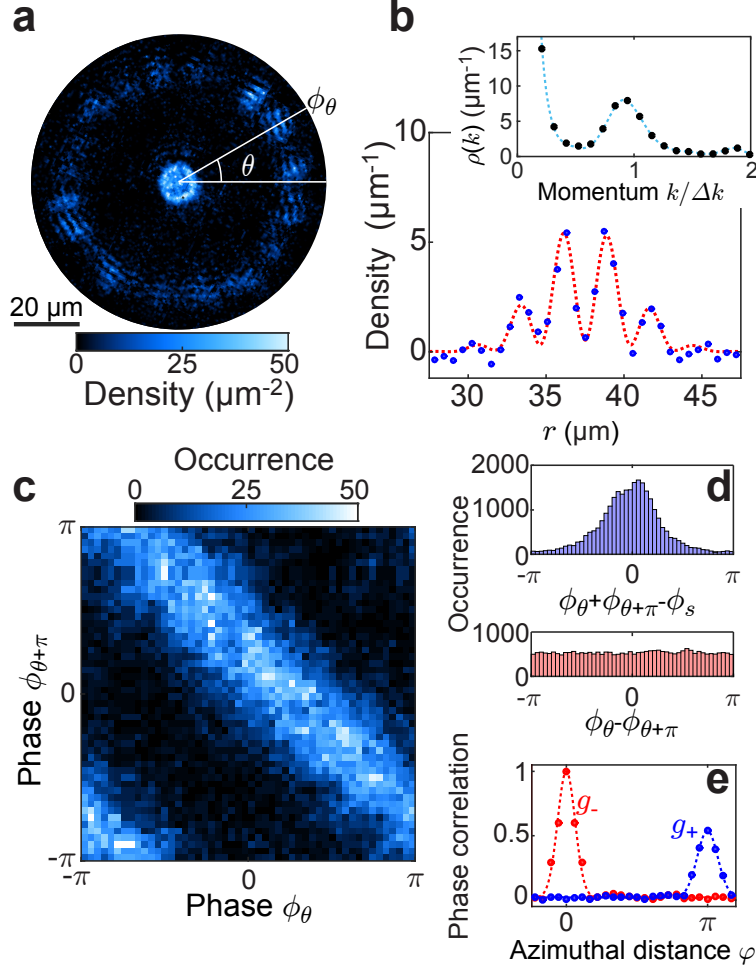 a
ϕθ
θ
20 µm
0 25 50
Density (µm-2)
b
15
10
5
0
ρ(k) (µm-1)
0 1 2
Momentum k/Δk
10
5
0
Density (µm-1)
30 35 40 45
r (µm)
c
Occurrence
0 25 50
π
0
-π
Phase ϕθ+π
-π 0 π
Phase ϕθ
d
2000
1000
0
Occurrence
-π 0 π
ϕθ+ϕθ+π-ϕs
1000
0
-π 0 π
ϕθ-ϕθ+π
e
1
0.5
0
Phase correlation
g-
g+
0 π
Azimuthal distance φ